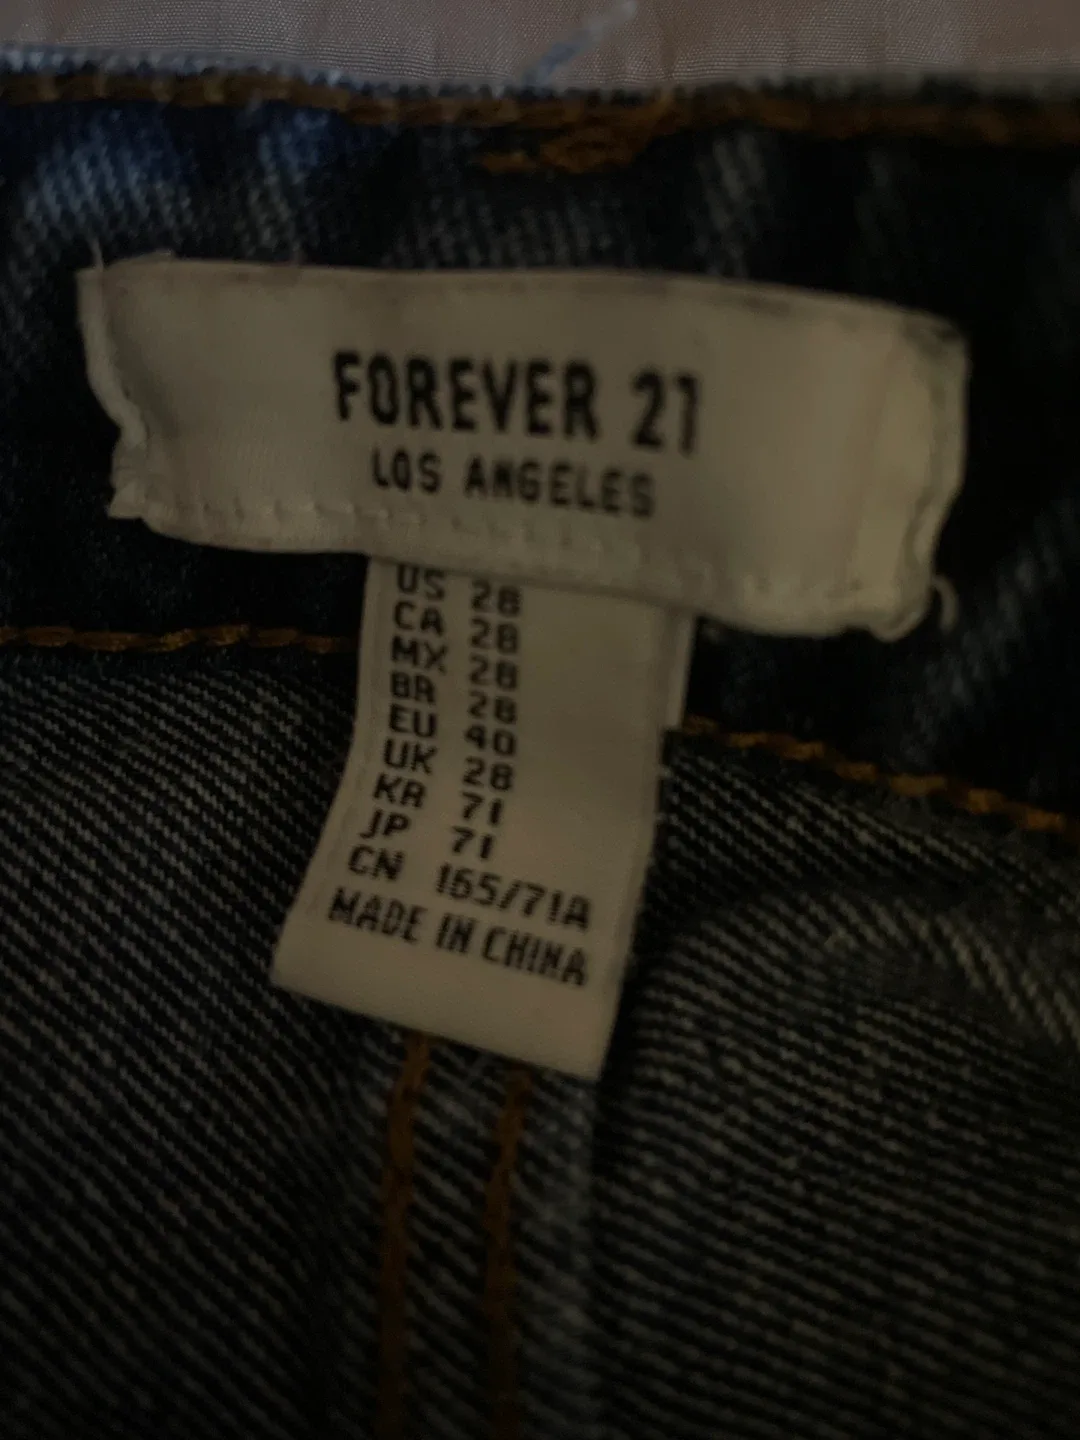 FOREVER 21
LOS ANGELES
US 28
CA 28
MX 28
BR 28
EU 40
UK 28
KR 71
JP 71
CN 165/71A
MADE IN CHINA